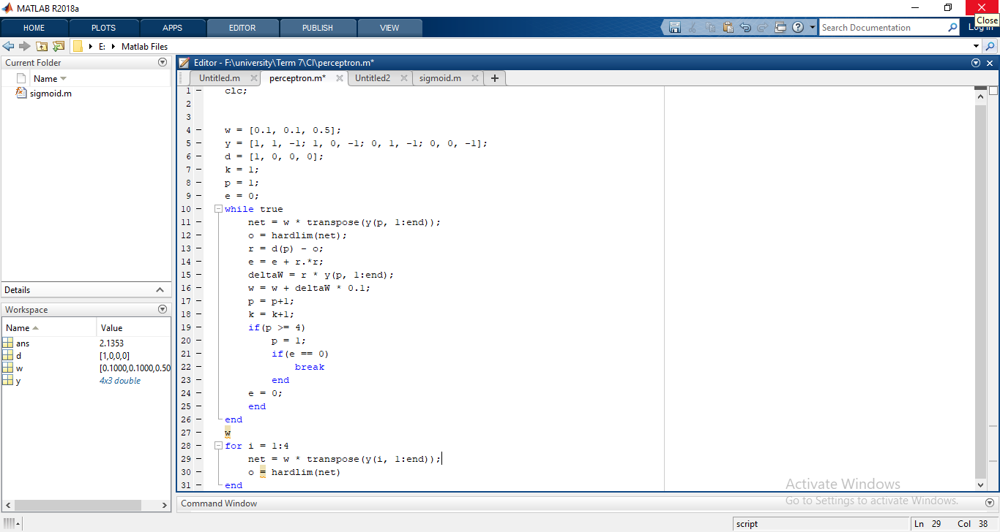 MATLAB R2018a
Close
HOME PLOTS APPS EDITOR PUBLISH VIEW
Search Documentation
Log In
E: Matlab Files
Current Folder
Name
sigmoid.m
Details
Workspace
Name Value
ans 2.1353
d [1,0,0,0]
w [0.1000,0.1000,0.50
y 4x3 double
Editor - F:\university\Term 7\CI\perceptron.m*
Untitled.m perceptron.m* Untitled2 sigmoid.m +
1 - clc;
2
3
4 - w = [0.1, 0.1, 0.5];
5 - y = [1, 1, -1; 1, 0, -1; 0, 1, -1; 0, 0, -1];
6 - d = [1, 0, 0, 0];
7 - k = 1;
8 - p = 1;
9 - e = 0;
10 - while true
11 - net = w * transpose(y(p, 1:end));
12 - o = hardlim(net);
13 - r = d(p) - o;
14 - e = e + r.*r;
15 - deltaW = r * y(p, 1:end);
16 - w = w + deltaW * 0.1;
17 - p = p+1;
18 - k = k+1;
19 - if(p >= 4)
20 - p = 1;
21 - if(e == 0)
22 - break
23 - end
24 - e = 0;
25 - end
26 - end
27 - w
28 - for i = 1:4
29 - net = w * transpose(y(i, 1:end));
30 - o = hardlim(net)
31 - end
Activate Windows
Go to Settings to activate Windows.
Command Window
script Ln 29 Col 38